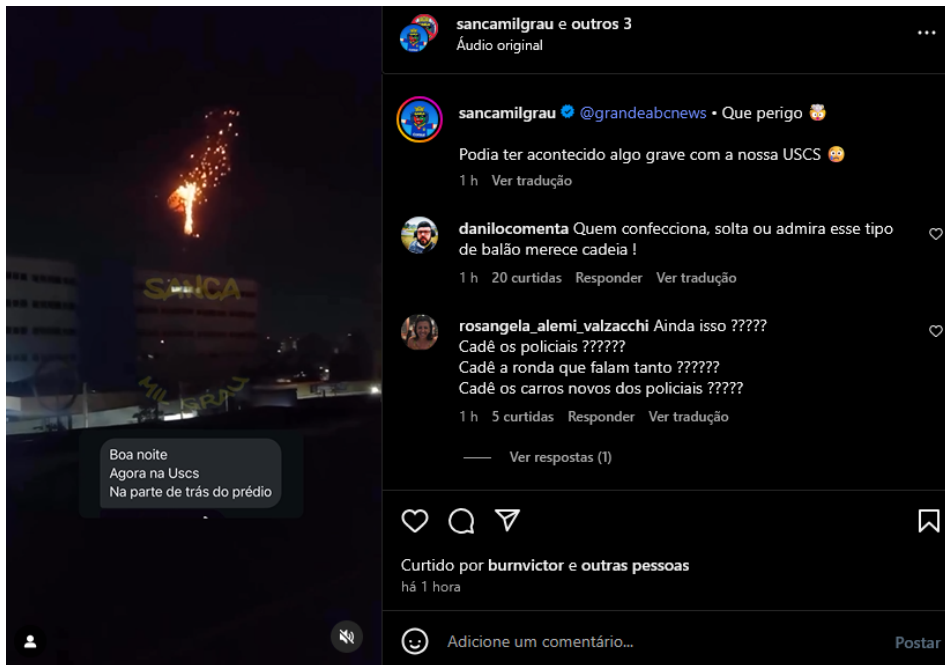 sancamilgrau e outros 3
Áudio original
sancamilgrau @grandeabcnews • Que perigo 🤯
Podia ter acontecido algo grave com a nossa USCS 😳
1 h Ver tradução
danilocomenta Quem confecciona, solta ou admira esse tipo
de balão merece cadeia !
1 h 20 curtidas Responder Ver tradução
rosangela_alemi_valzacchi Ainda isso ?????
Cadê os policiais ??????
Cadê a ronda que falam tanto ??????
Cadê os carros novos dos policiais ?????
1 h 5 curtidas Responder Ver tradução
Ver respostas (1)
Curtido por burnvictor e outras pessoas
há 1 hora
Adicione um comentário...
Postar
SANCA
MIL GRAU
Boa noite
Agora na Uscs
Na parte de trás do prédio